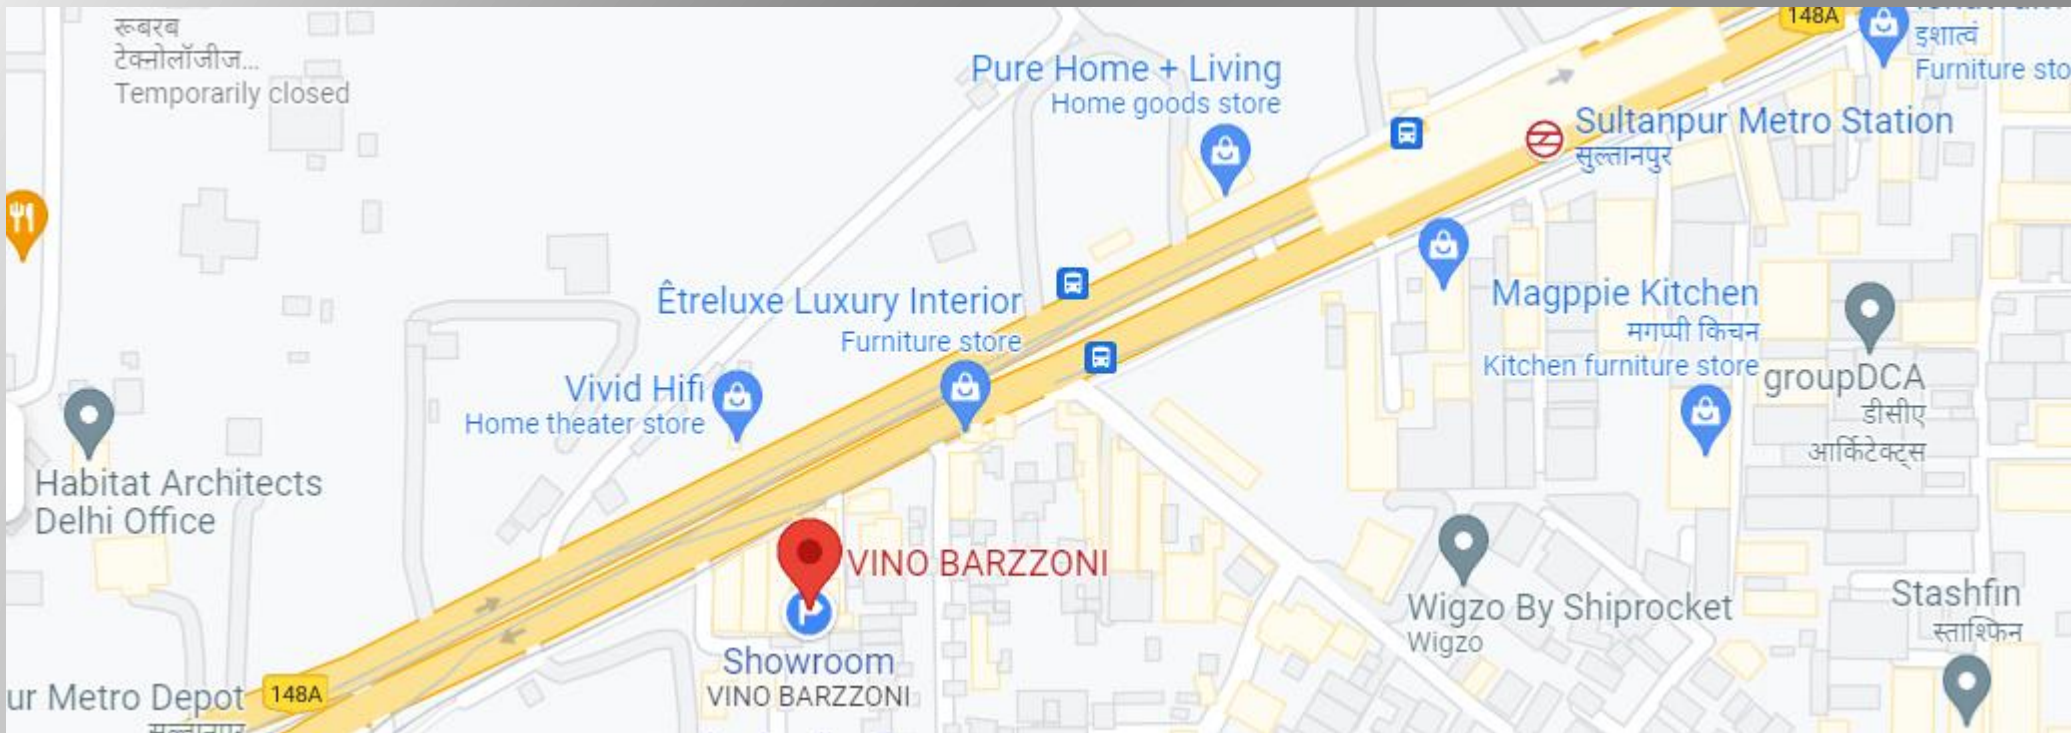 रूबरब
टेक्नोलॉजीज...
Temporarily closed
148A
इशात्वं
Furniture sto
Pure Home + Living
Home goods store
Sultanpur Metro Station
सुल्तानपुर
Êtreluxe Luxury Interior
Furniture store
Magppie Kitchen
मगप्पी किचन
Kitchen furniture store
Vivid Hifi
Home theater store
groupDCA
डीसीए
आर्किटेक्ट्स
Habitat Architects
Delhi Office
VINO BARZZONI
Wigzo By Shiprocket
Wigzo
Stashfin
स्ताश्फिन
Showroom
VINO BARZZONI
ur Metro Depot
148A